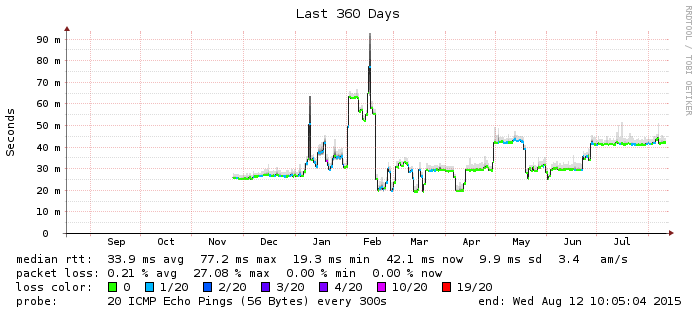 Last 360 Days
RRDTOOL / TOBI OETIKER
Seconds
90 m
80 m
70 m
60 m
50 m
40 m
30 m
20 m
10 m
0
Sep Oct Nov Dec Jan Feb Mar Apr May Jun Jul
median rtt: 33.9 ms avg 77.2 ms max 19.3 ms min 42.1 ms now 9.9 ms sd 3.4 am/s
packet loss: 0.21 % avg 27.08 % max 0.00 % min 0.00 % now
loss color: 0 1/20 2/20 3/20 4/20 10/20 19/20
probe: 20 ICMP Echo Pings (56 Bytes) every 300s end: Wed Aug 12 10:05:04 2015